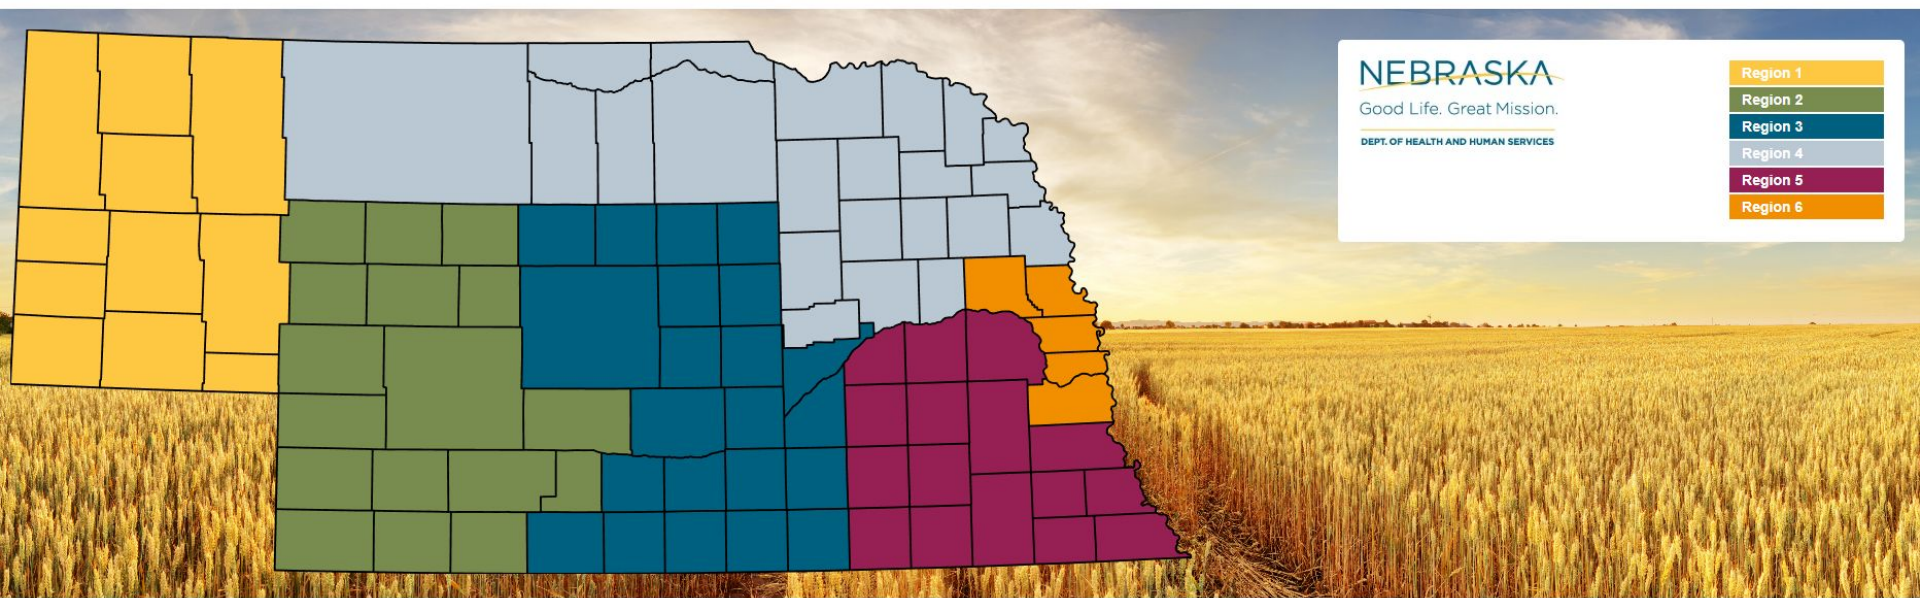 NEBRASKA
Good Life. Great Mission.
DEPT. OF HEALTH AND HUMAN SERVICES
Region 1
Region 2
Region 3
Region 4
Region 5
Region 6